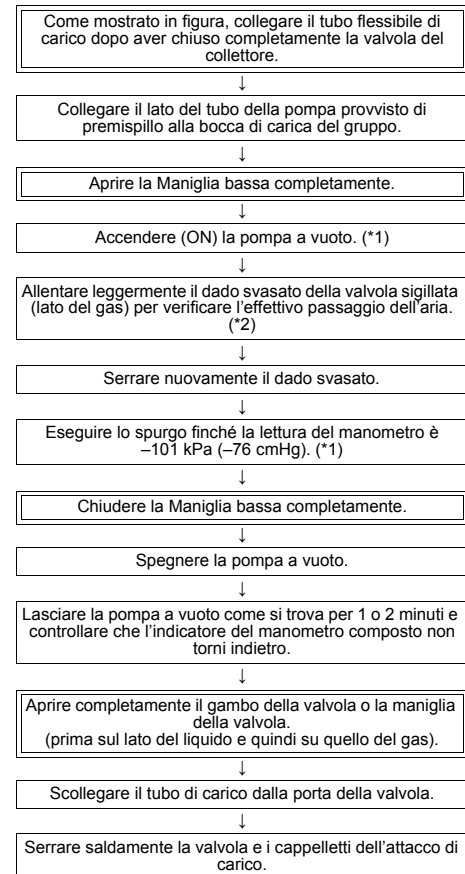 Come mostrato in figura, collegare il tubo flessibile di
carico dopo aver chiuso completamente la valvola del
collettore.
↓
Collegare il lato del tubo della pompa provvisto di
premispillo alla bocca di carica del gruppo.
↓
Aprire la Maniglia bassa completamente.
↓
Accendere (ON) la pompa a vuoto. (*1)
↓
Allentare leggermente il dado svasato della valvola sigillata
(lato del gas) per verificare l’effettivo passaggio dell’aria.
(*2)
↓
Serrare nuovamente il dado svasato.
↓
Eseguire lo spurgo finché la lettura del manometro è
–101 kPa (–76 cmHg). (*1)
↓
Chiudere la Maniglia bassa completamente.
↓
Spegnere la pompa a vuoto.
↓
Lasciare la pompa a vuoto come si trova per 1 o 2 minuti e
controllare che l’indicatore del manometro composto non
torni indietro.
↓
Aprire completamente il gambo della valvola o la maniglia
della valvola.
(prima sul lato del liquido e quindi su quello del gas).
↓
Scollegare il tubo di carico dalla porta della valvola.
↓
Serrare saldamente la valvola e i cappelletti dell’attacco di
carico.